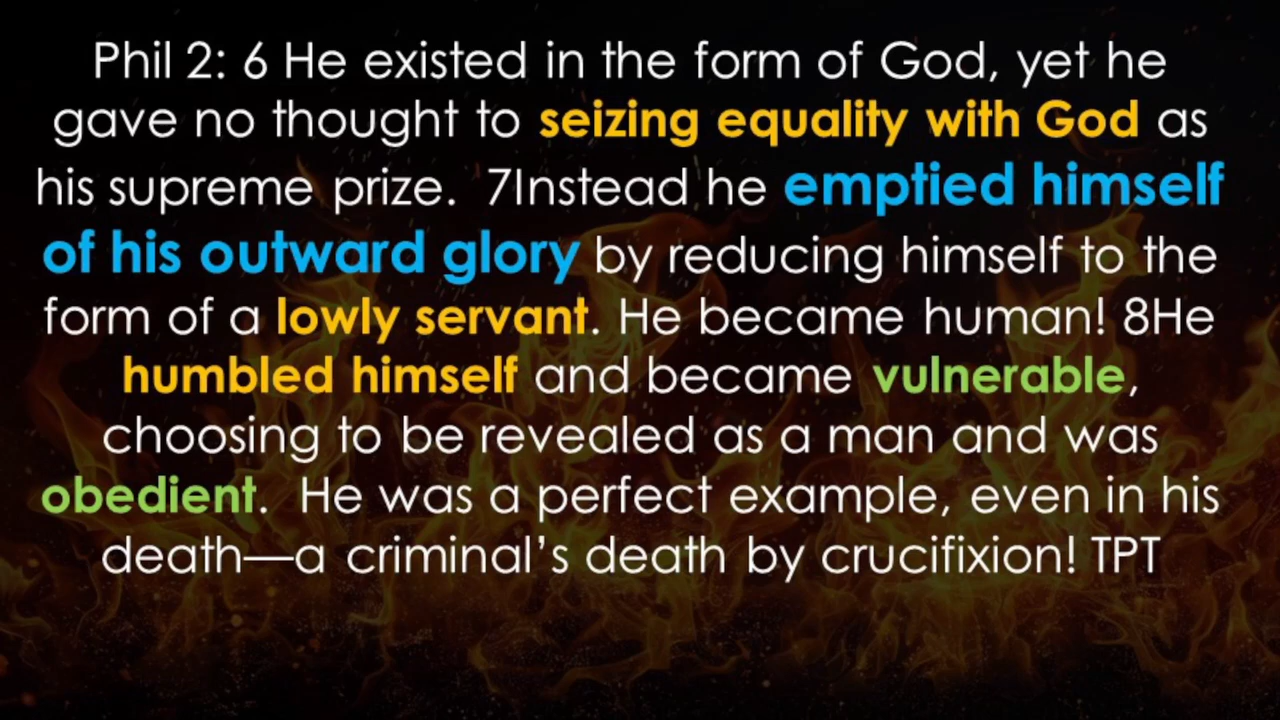 Phil 2: 6 He existed in the form of God, yet he
gave no thought to seizing equality with God as
his supreme prize.  7Instead he emptied himself
of his outward glory by reducing himself to the
form of a lowly servant. He became human! 8He
humbled himself and became vulnerable,
choosing to be revealed as a man and was
obedient.  He was a perfect example, even in his
death—a criminal’s death by crucifixion! TPT